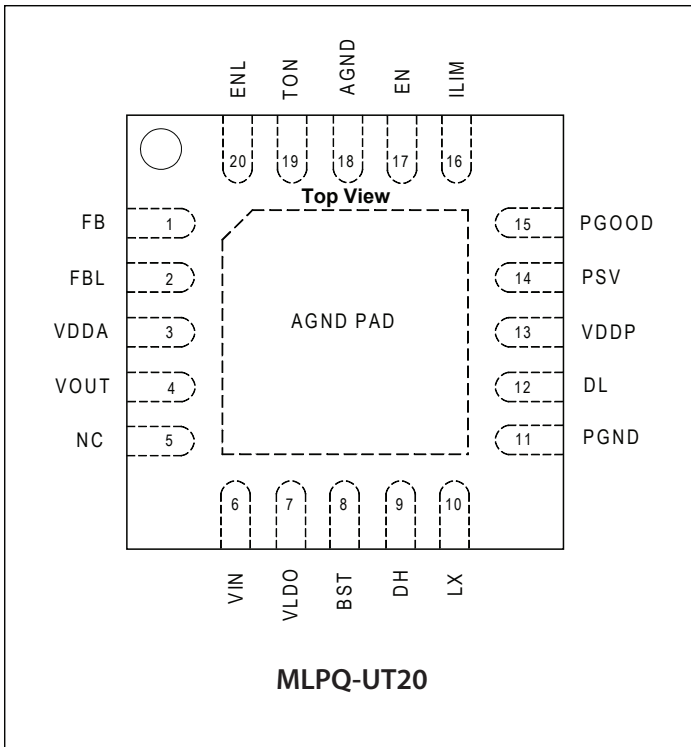 ENL
TON
AGND
EN
ILIM
20
19
18
17
16
Top View
FB
1
15
PGOOD
FBL
2
14
PSV
AGND PAD
VDDA
3
13
VDDP
VOUT
4
12
DL
NC
5
11
PGND
6
7
8
9
10
VIN
VLDO
BST
DH
LX
MLPQ-UT20